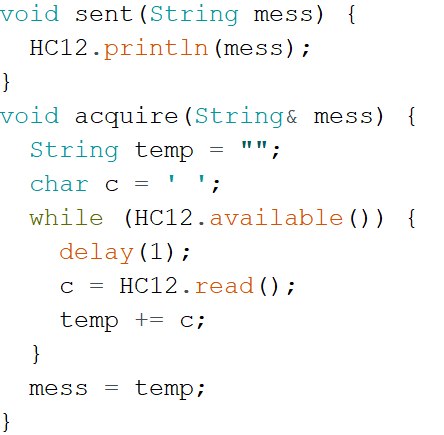 void sent(String mess) {
  HC12.println(mess);
}
void acquire(String& mess) {
  String temp = "";
  char c = ' ';
  while (HC12.available()) {
    delay(1);
    c = HC12.read();
    temp += c;
  }
  mess = temp;
}